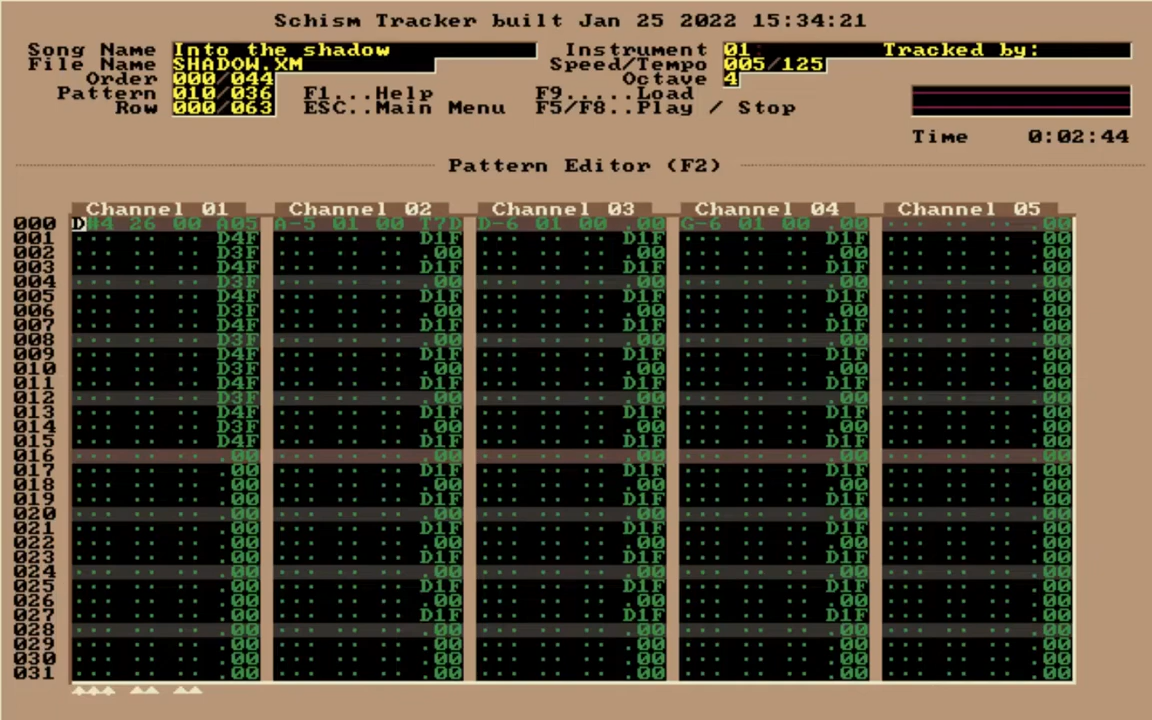 Schism Tracker built Jan 25 2022 15:34:21
Song Name Into the shadow Instrument 01 Tracked by:
File Name SHADOW.XM Speed/Tempo 005/125
Order 000/044 Octave 4
Pattern 010/036 F1...Help F9.....Load
Row 000/063 ESC..Main Menu F5/F8..Play / Stop
Time 0:02:44
Pattern Editor (F2)
Channel 01 Channel 02 Channel 03 Channel 04 Channel 05
000 D#4 26 00 A05 A-5 01 00 T7D D-6 01 00 .00 G-6 01 00 .00 ... .. .. .00
001 ... .. .. D4F ... .. .. D1F ... .. .. D1F ... .. .. D1F ... .. .. .00
002 ... .. .. D3F ... .. .. .00 ... .. .. .00 ... .. .. .00 ... .. .. .00
003 ... .. .. D4F ... .. .. D1F ... .. .. D1F ... .. .. D1F ... .. .. .00
004 ... .. .. D3F ... .. .. .00 ... .. .. .00 ... .. .. .00 ... .. .. .00
005 ... .. .. D4F ... .. .. D1F ... .. .. D1F ... .. .. D1F ... .. .. .00
006 ... .. .. D3F ... .. .. .00 ... .. .. .00 ... .. .. .00 ... .. .. .00
007 ... .. .. D4F ... .. .. D1F ... .. .. D1F ... .. .. D1F ... .. .. .00
008 ... .. .. D3F ... .. .. .00 ... .. .. .00 ... .. .. .00 ... .. .. .00
009 ... .. .. D4F ... .. .. D1F ... .. .. D1F ... .. .. D1F ... .. .. .00
010 ... .. .. D3F ... .. .. .00 ... .. .. .00 ... .. .. .00 ... .. .. .00
011 ... .. .. D4F ... .. .. D1F ... .. .. D1F ... .. .. D1F ... .. .. .00
012 ... .. .. D3F ... .. .. .00 ... .. .. .00 ... .. .. .00 ... .. .. .00
013 ... .. .. D4F ... .. .. D1F ... .. .. D1F ... .. .. D1F ... .. .. .00
014 ... .. .. D3F ... .. .. .00 ... .. .. .00 ... .. .. .00 ... .. .. .00
015 ... .. .. D4F ... .. .. D1F ... .. .. D1F ... .. .. D1F ... .. .. .00
016 ... .. .. .00 ... .. .. .00 ... .. .. .00 ... .. .. .00 ... .. .. .00
017 ... .. .. .00 ... .. .. D1F ... .. .. D1F ... .. .. D1F ... .. .. .00
018 ... .. .. .00 ... .. .. .00 ... .. .. .00 ... .. .. .00 ... .. .. .00
019 ... .. .. .00 ... .. .. D1F ... .. .. D1F ... .. .. D1F ... .. .. .00
020 ... .. .. .00 ... .. .. .00 ... .. .. .00 ... .. .. .00 ... .. .. .00
021 ... .. .. .00 ... .. .. D1F ... .. .. D1F ... .. .. D1F ... .. .. .00
022 ... .. .. .00 ... .. .. .00 ... .. .. .00 ... .. .. .00 ... .. .. .00
023 ... .. .. .00 ... .. .. D1F ... .. .. D1F ... .. .. D1F ... .. .. .00
024 ... .. .. .00 ... .. .. .00 ... .. .. .00 ... .. .. .00 ... .. .. .00
025 ... .. .. .00 ... .. .. D1F ... .. .. D1F ... .. .. D1F ... .. .. .00
026 ... .. .. .00 ... .. .. .00 ... .. .. .00 ... .. .. .00 ... .. .. .00
027 ... .. .. .00 ... .. .. D1F ... .. .. D1F ... .. .. D1F ... .. .. .00
028 ... .. .. .00 ... .. .. .00 ... .. .. .00 ... .. .. .00 ... .. .. .00
029 ... .. .. .00 ... .. .. .00 ... .. .. .00 ... .. .. .00 ... .. .. .00
030 ... .. .. .00 ... .. .. .00 ... .. .. .00 ... .. .. .00 ... .. .. .00
031 ... .. .. .00 ... .. .. .00 ... .. .. .00 ... .. .. .00 ... .. .. .00